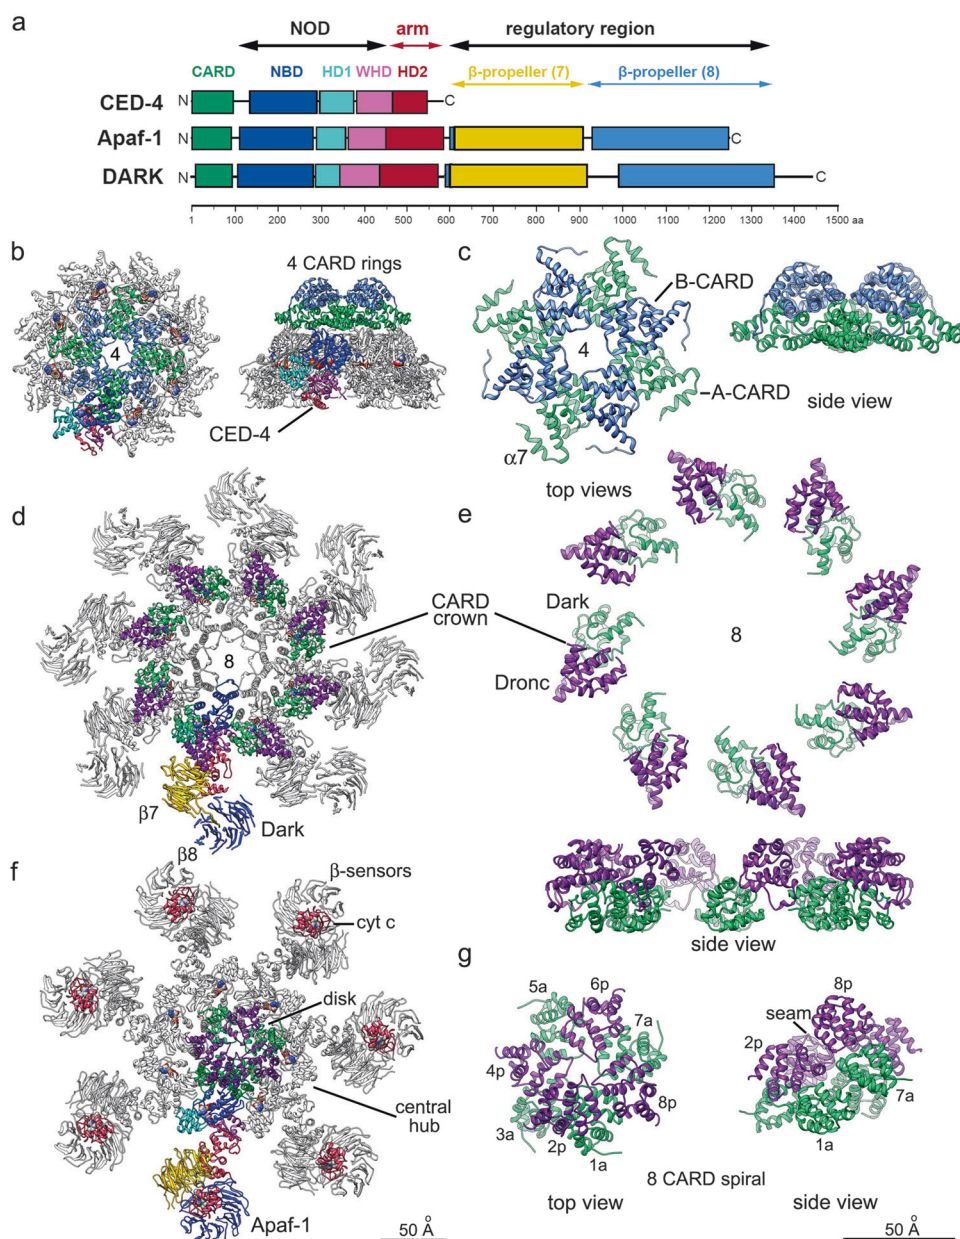 a
NOD arm regulatory region
CARD NBD HD1 WHD HD2 β-propeller (7) β-propeller (8)
CED-4 N C
Apaf-1 N C
DARK N C
1 100 200 300 400 500 600 700 800 900 1000 1100 1200 1300 1400 1500 aa
b
4 CARD rings
4
CED-4
c
B-CARD
4
A-CARD
α7
side view
top views
d
8
CARD
crown
β7
Dark
β8
e
Dark
8
Dronc
side view
f
β-sensors
cyt c
disk
central
hub
Apaf-1
50 Å
g
5a 6p
7a
4p
8p
3a
2p
1a
8p
seam
2p
7a
1a
8 CARD spiral
top view side view
50 Å